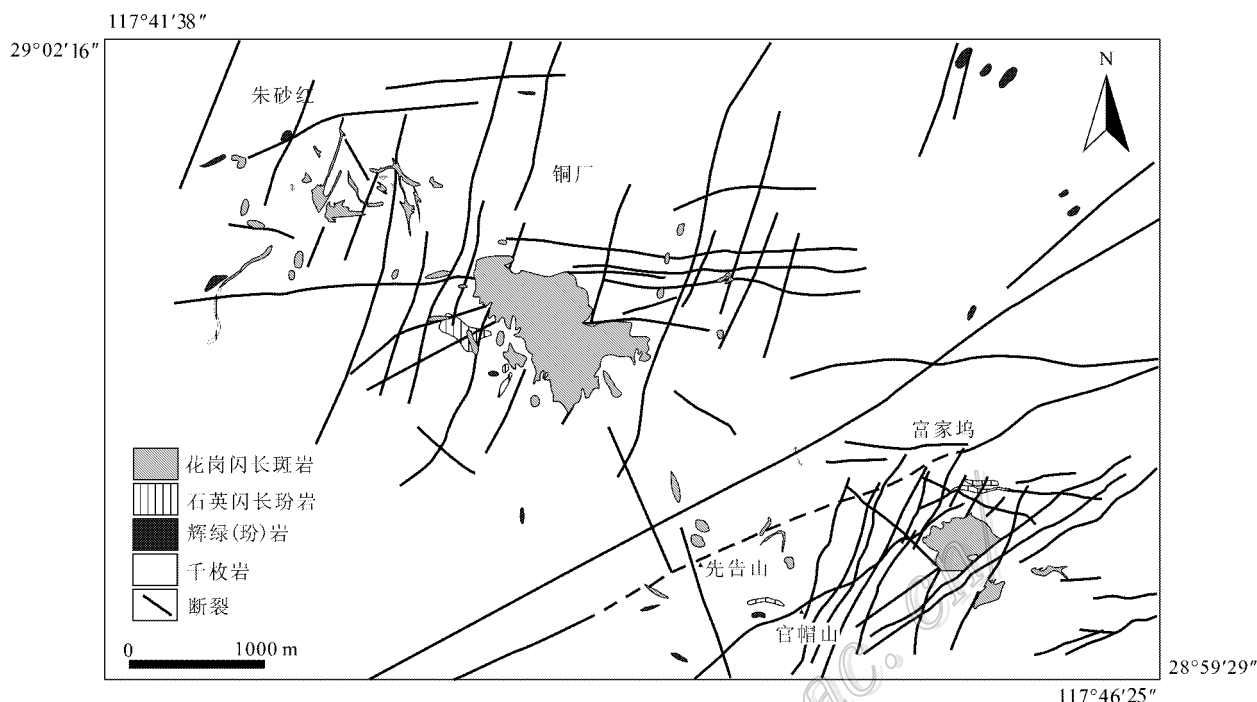 117°41′38″
29°02′16″
N
朱砂红
铜厂
富家坞
花岗闪长斑岩
石英闪长玢岩
辉绿(玢)岩
千枚岩
断裂
先告山
官帽山
0 1000 m
28°59′29″
117°46′25″
ac. cn